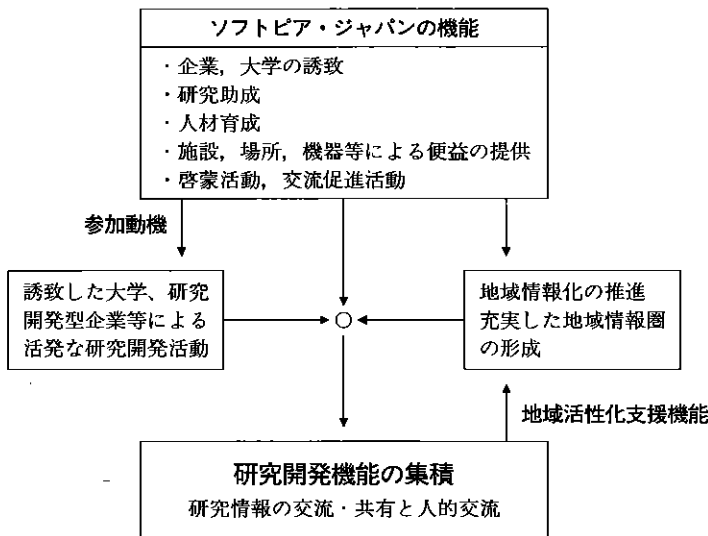 ソフトピア・ジャパンの機能
・企業，大学の誘致
・研究助成
・人材育成
・施設，場所，機器等による便益の提供
・啓蒙活動，交流促進活動
参加動機
誘致した大学、研究
開発型企業等による
活発な研究開発活動
地域情報化の推進
充実した地域情報圏
の形成
地域活性化支援機能
研究開発機能の集積
研究情報の交流・共有と人的交流